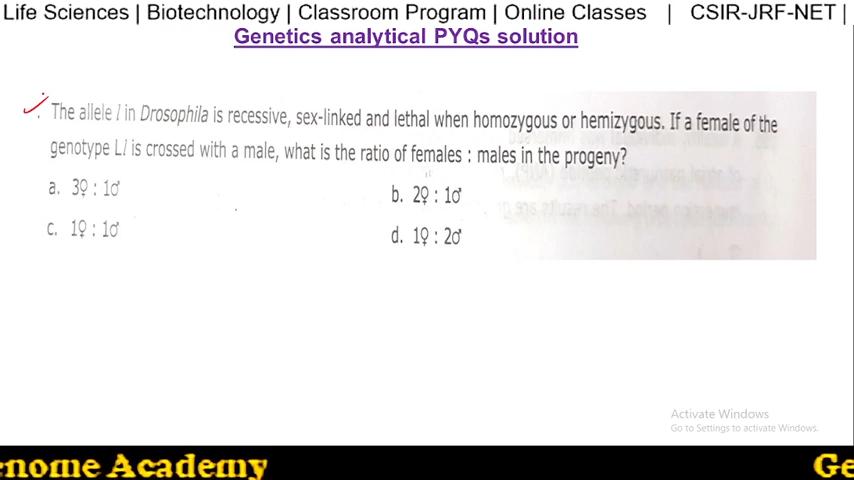 Life Sciences | Biotechnology | Classroom Program | Online Classes | CSIR-JRF-NET |
Genetics analytical PYQs solution
The allele l in Drosophila is recessive, sex-linked and lethal when homozygous or hemizygous. If a female of the
genotype Ll is crossed with a male, what is the ratio of females : males in the progeny?
a. 3♀ : 1♂
b. 2♀ : 1♂
c. 1♀ : 1♂
d. 1♀ : 2♂
Activate Windows
Go to Settings to activate Windows.
enome Academy
Ge